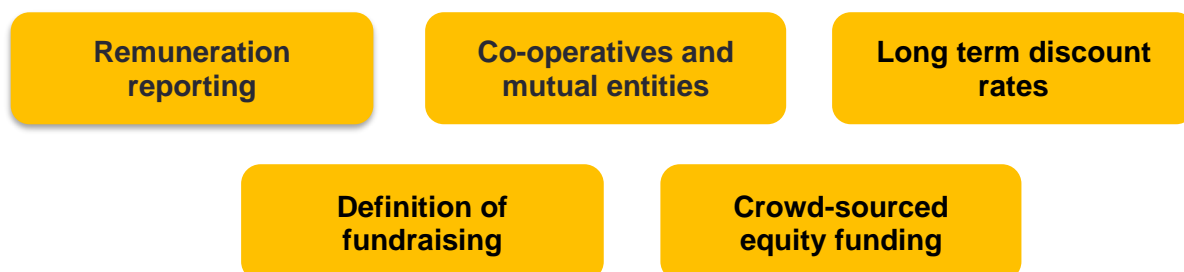 Remuneration
reporting
Co-operatives and
mutual entities
Long term discount
rates
Definition of
fundraising
Crowd-sourced
equity funding